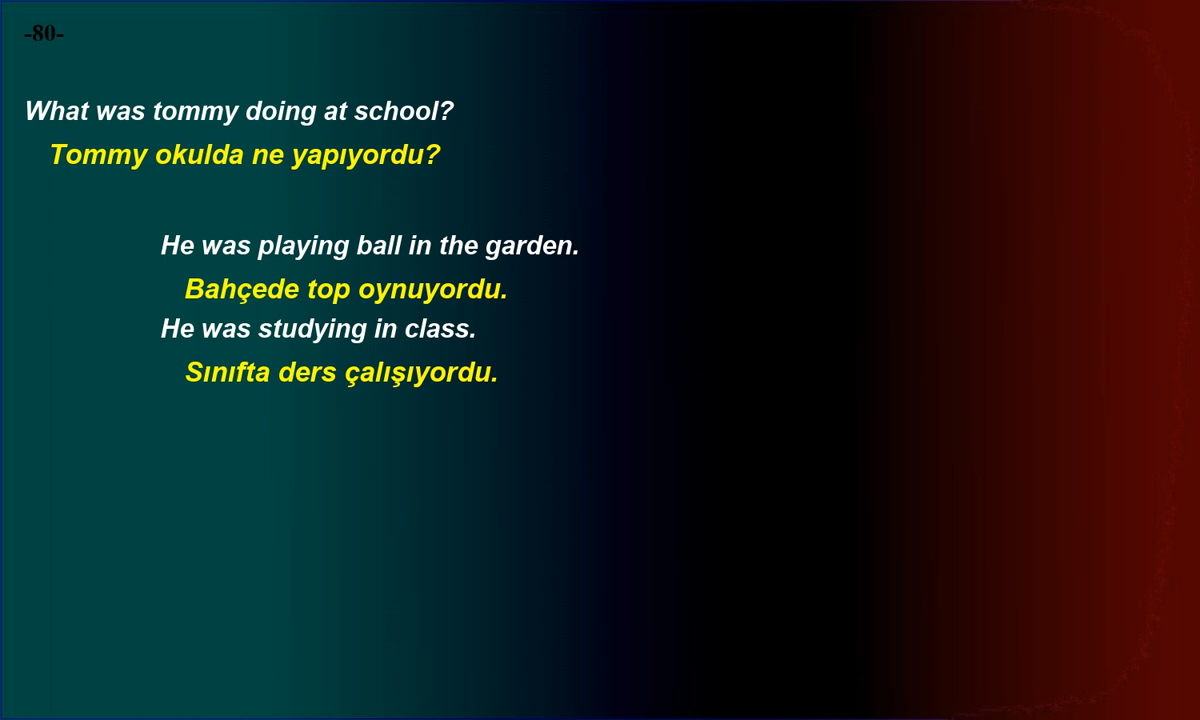 -80-
What was tommy doing at school?
Tommy okulda ne yapıyordu?
He was playing ball in the garden.
Bahçede top oynuyordu.
He was studying in class.
Sınıfta ders çalışıyordu.